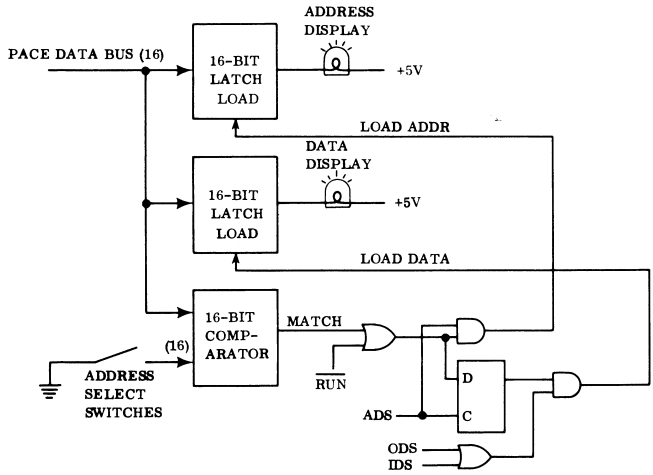 ADDRESS
DISPLAY
PACE DATA BUS (16)
16-BIT
LATCH
LOAD
+5V
LOAD ADDR
DATA
DISPLAY
16-BIT
LATCH
LOAD
+5V
LOAD DATA
16-BIT
COMP-
ARATOR
MATCH
(16)
RUN
ADDRESS
SELECT
SWITCHES
D
ADS
C
ODS
IDS